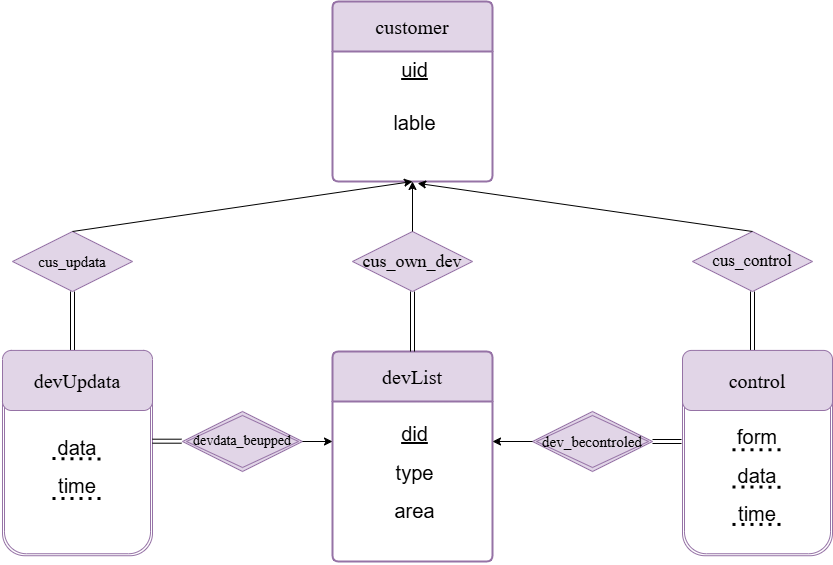 customer
uid
lable
cus_updata
cus_own_dev
cus_control
devUpdata
data
time
devdata_beupped
devList
did
type
area
dev_becontroled
control
form
data
time